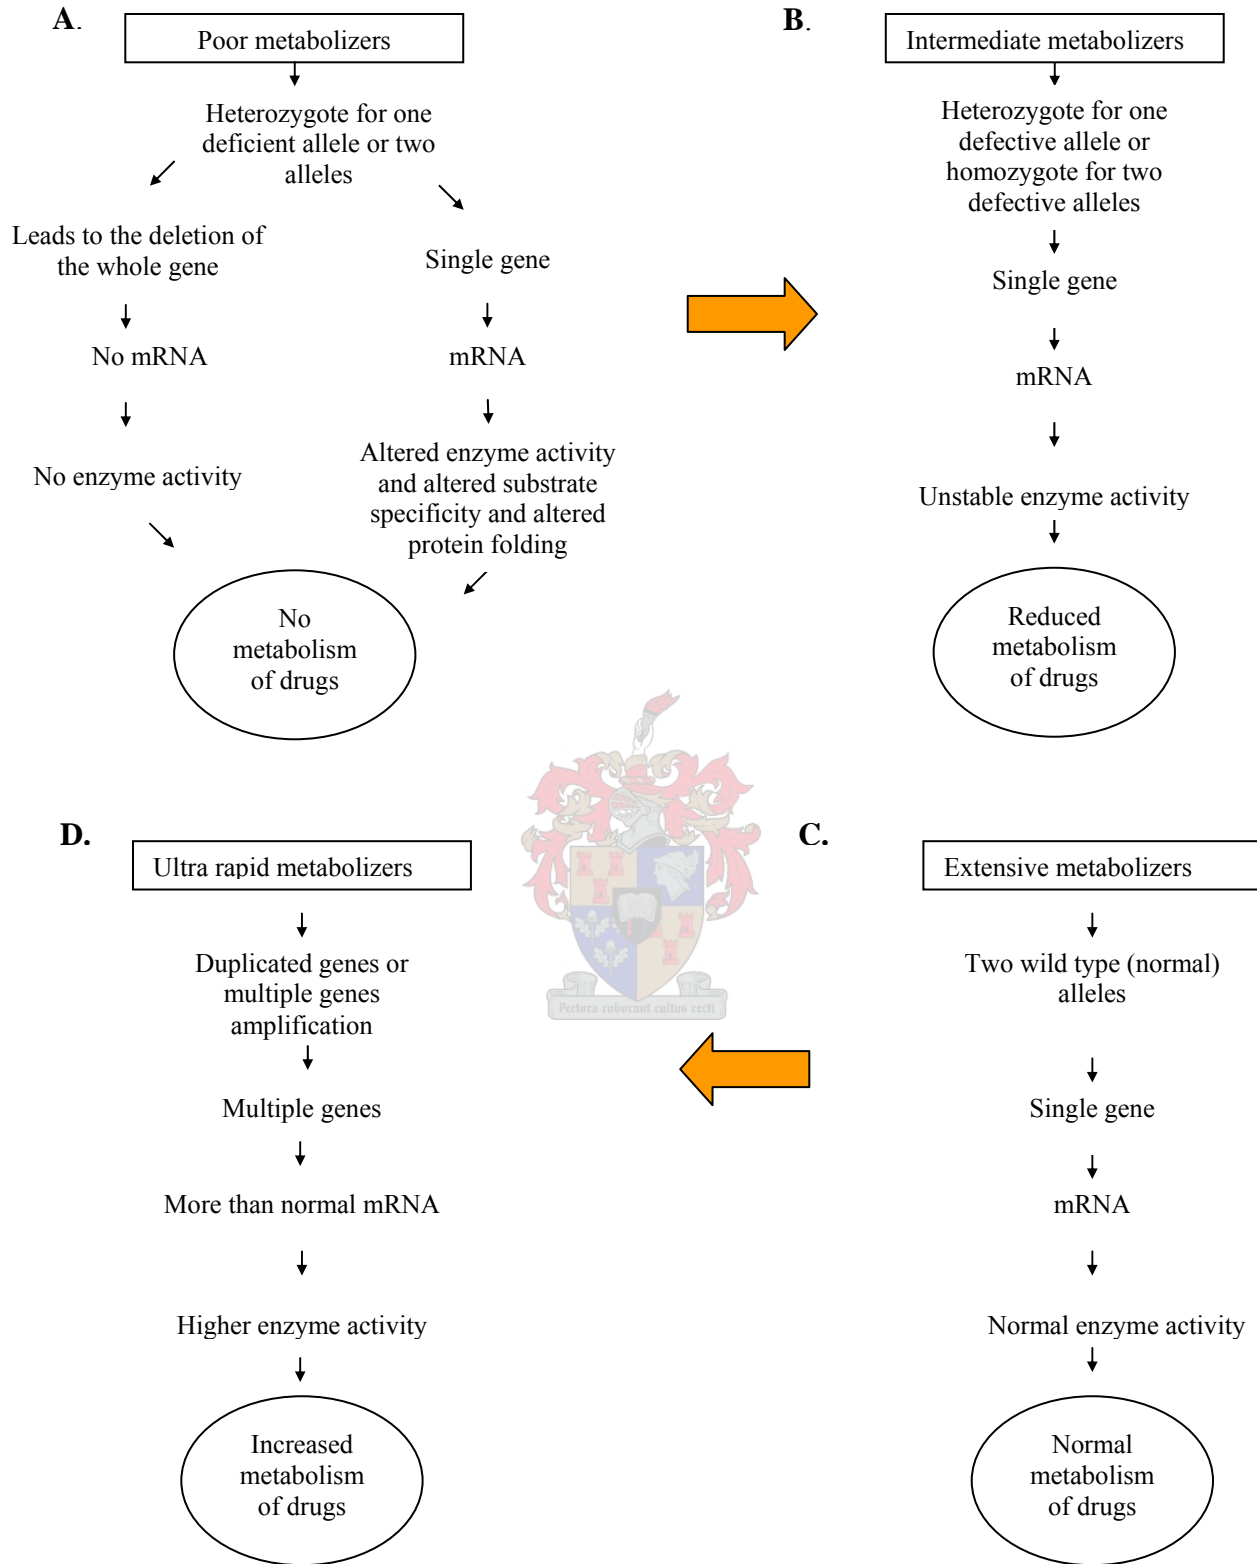 A.
Poor metabolizers
Heterozygote for one
deficient allele or two
alleles
Leads to the deletion of
the whole gene
No mRNA
No enzyme activity
Single gene
mRNA
Altered enzyme activity
and altered substrate
specificity and altered
protein folding
No
metabolism
of drugs
B.
Intermediate metabolizers
Heterozygote for one
defective allele or
homozygote for two
defective alleles
Single gene
mRNA
Unstable enzyme activity
Reduced
metabolism
of drugs
Pectora roborant cultus recti
D.
Ultra rapid metabolizers
Duplicated genes or
multiple genes
amplification
Multiple genes
More than normal mRNA
Higher enzyme activity
Increased
metabolism
of drugs
C.
Extensive metabolizers
Two wild type (normal)
alleles
Single gene
mRNA
Normal enzyme activity
Normal
metabolism
of drugs